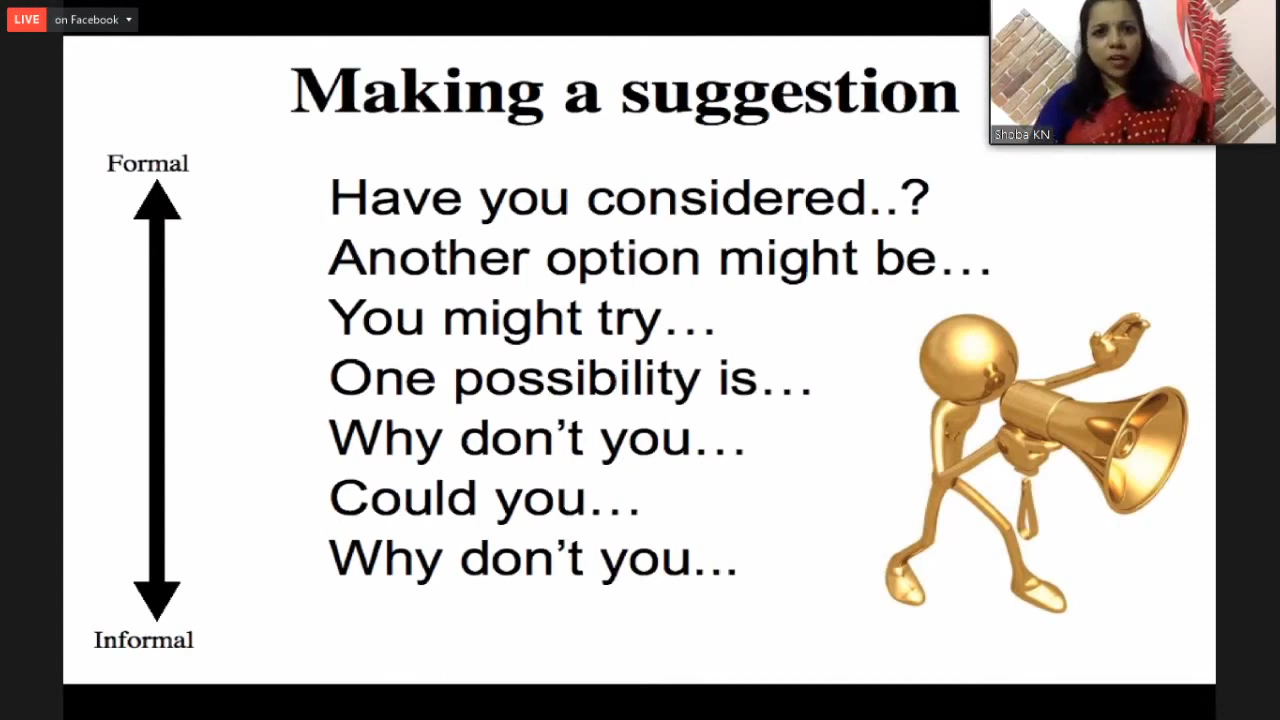 LIVE on Facebook
Making a suggestion
Shoba KN
Formal
Have you considered..?
Another option might be…
You might try…
One possibility is…
Why don’t you…
Could you…
Why don’t you...
Informal